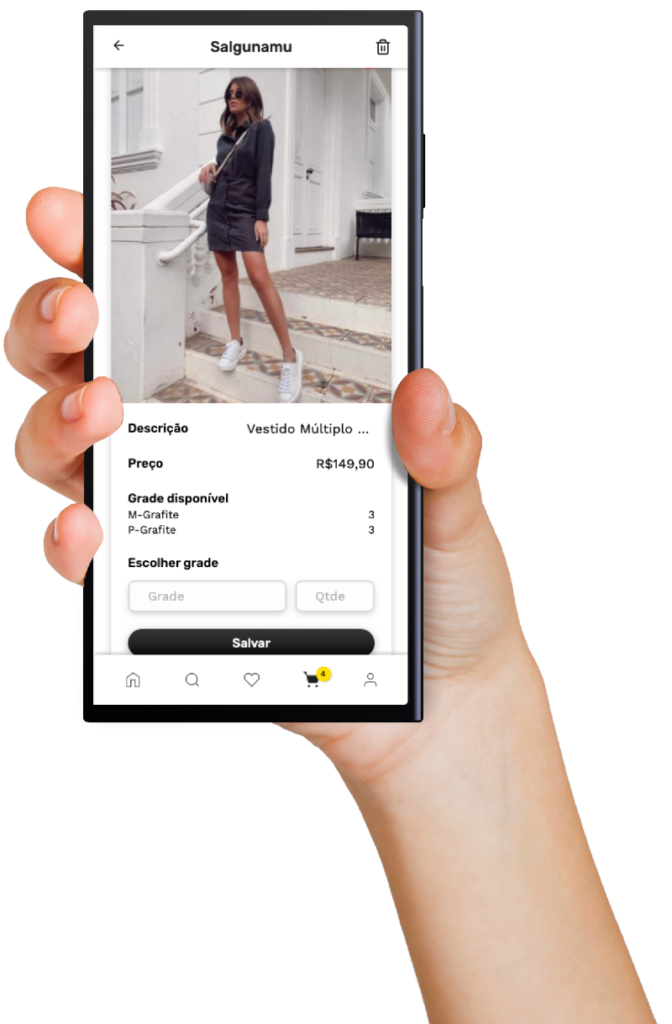 Salgunamu
Descrição Vestido Múltiplo ...
Preço R$149,90
Grade disponível
M-Grafite 3
P-Grafite 3
Escolher grade
Grade Qtde
Salvar
4